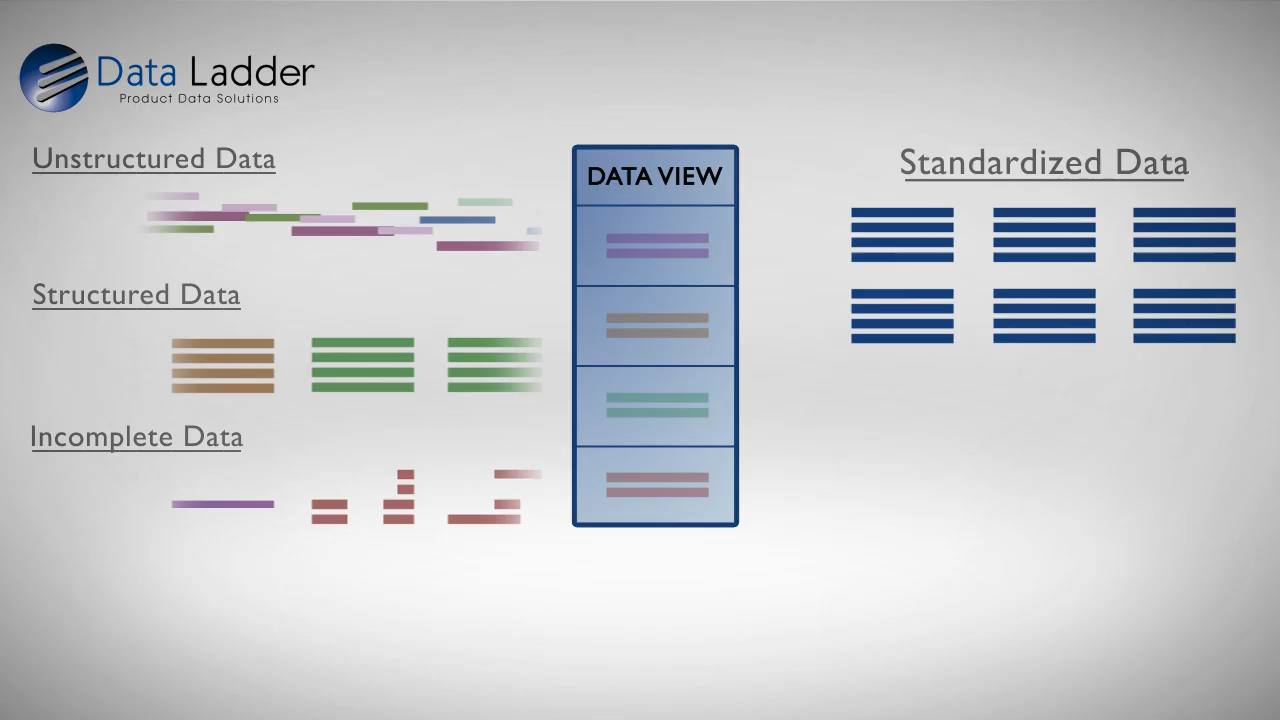 Data Ladder
Product Data Solutions
Unstructured Data
Structured Data
Incomplete Data
DATA VIEW
Standardized Data